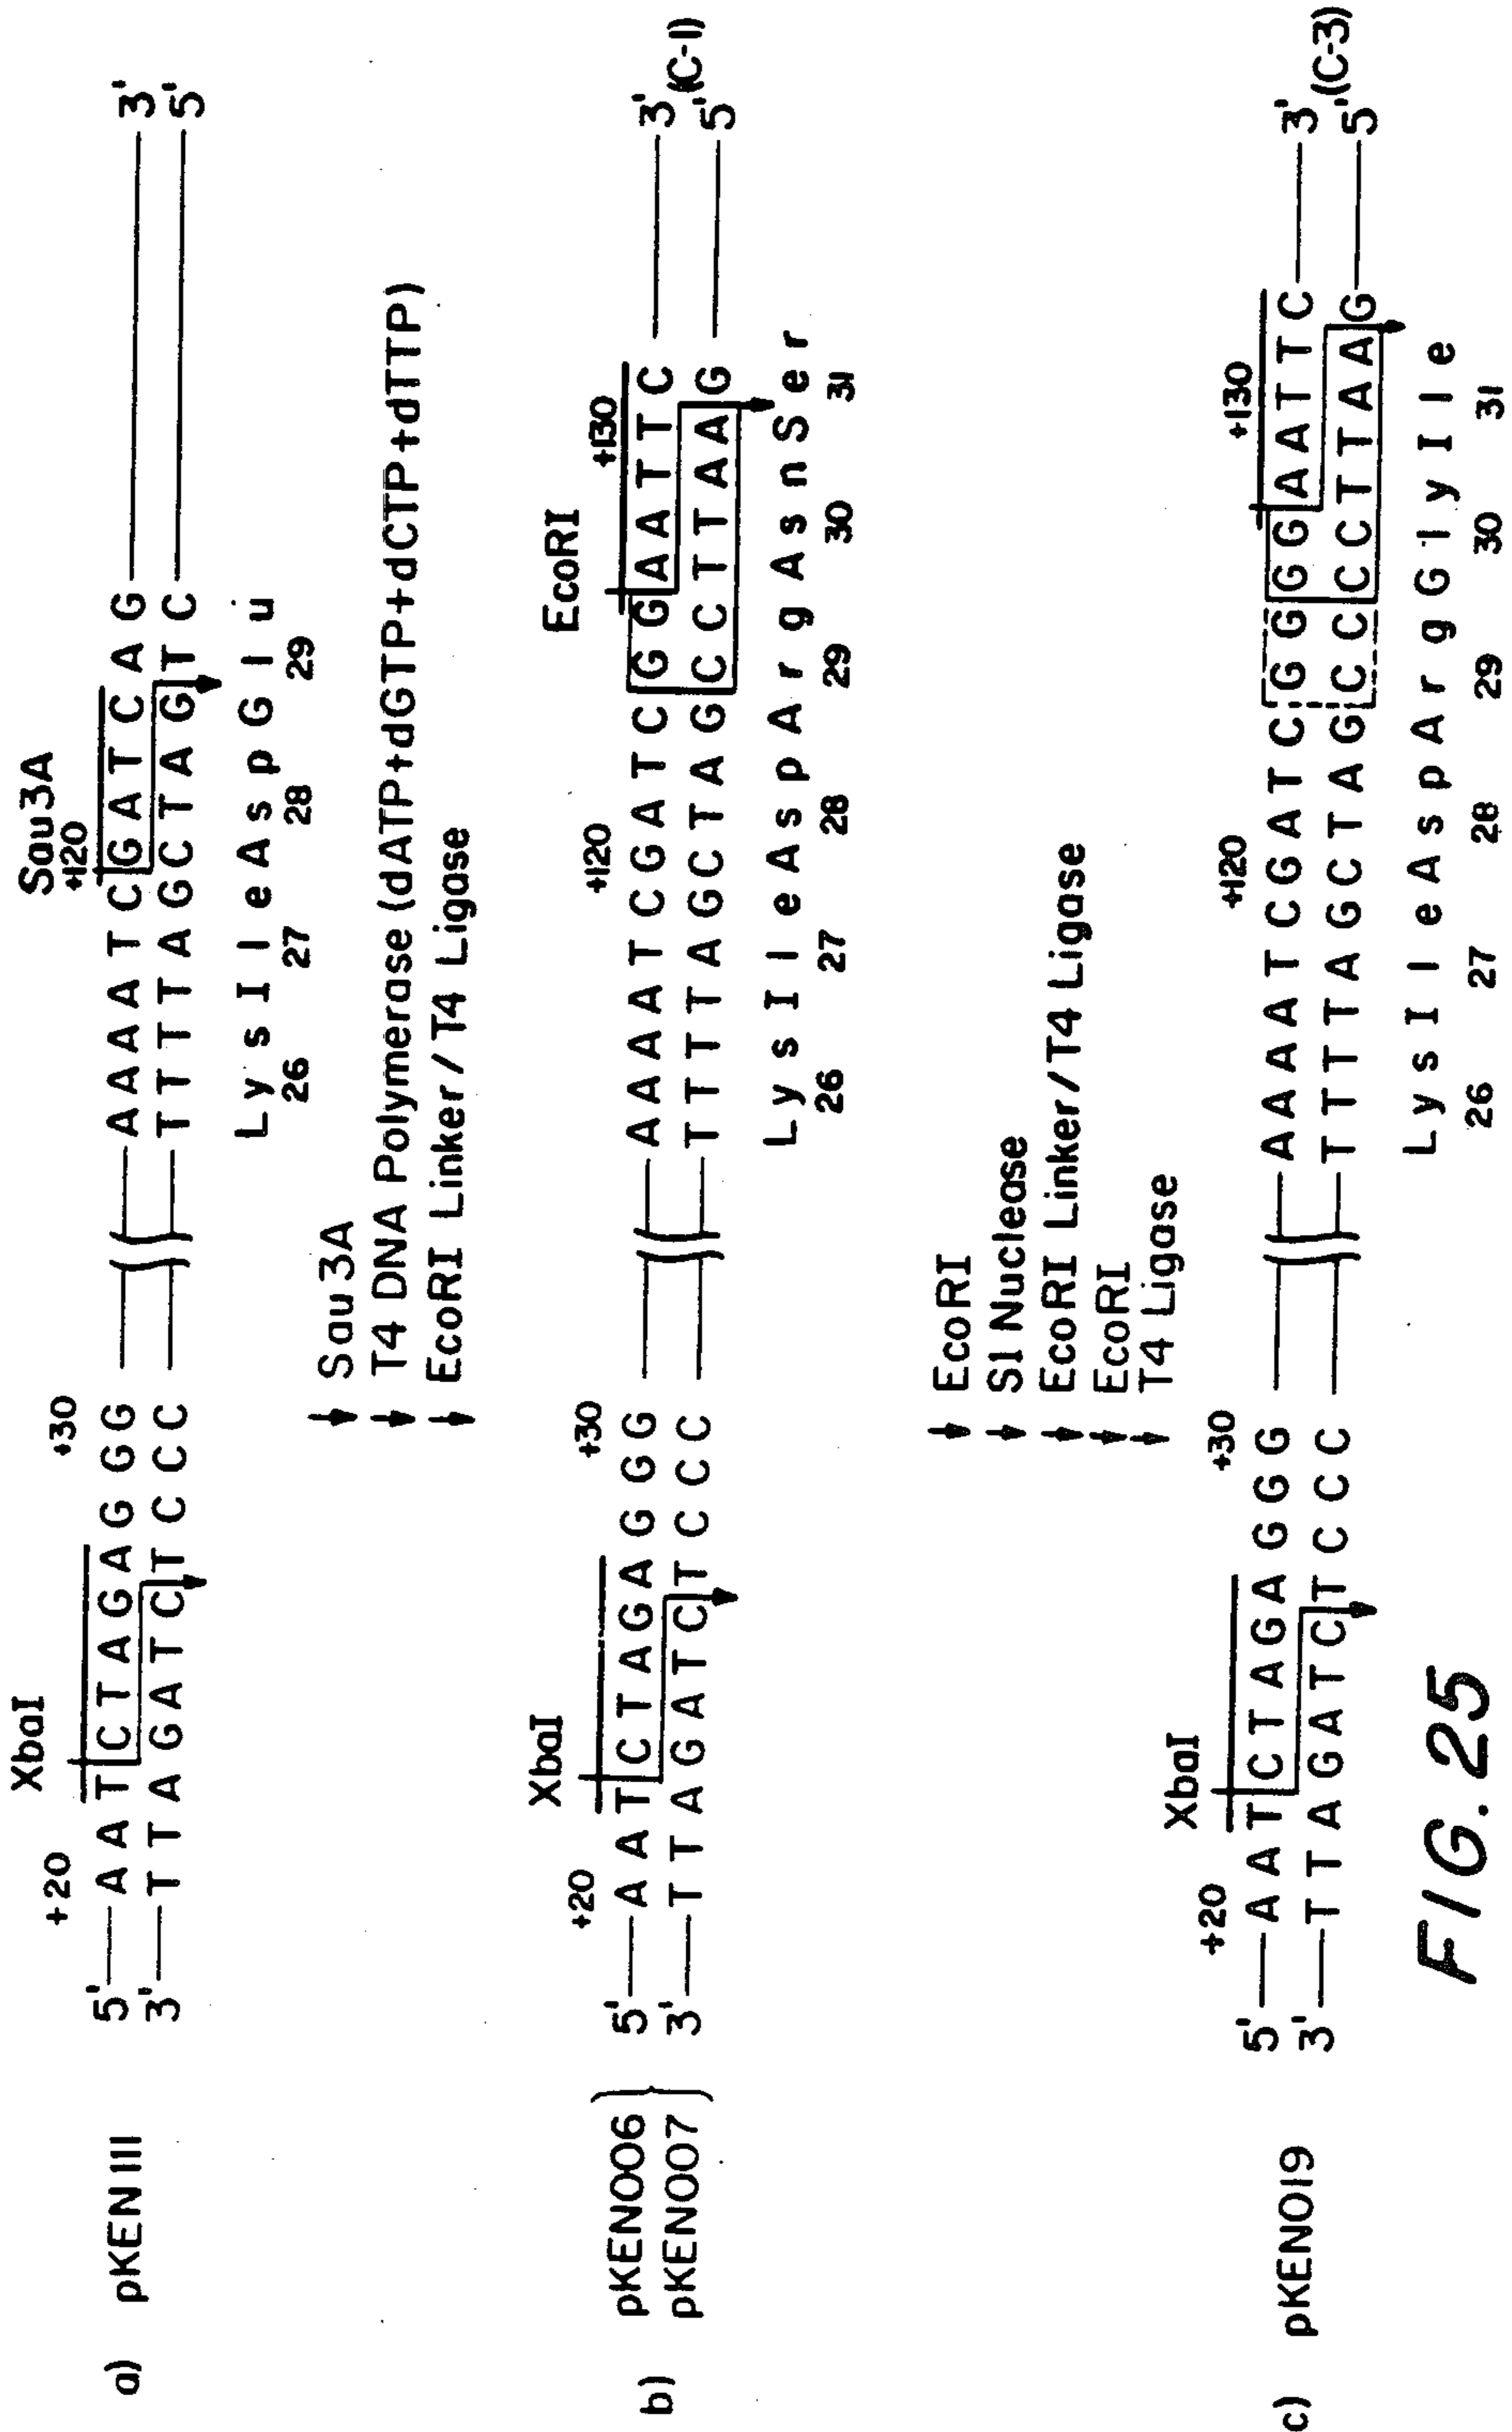 XbaI
Sau3A
+20
+30
+120
a) pKEN111
5' A A T C T A G A G G G A A A A T C G A T C A G 3'
3' T T A G A T C T C C C T T T T A G C T A G T C 5'
L y s I l e A s p G l u
26 27 28 29
Sau3A
T4 DNA Polymerase (dATP+dGTP+dCTP+dTTP)
EcoRI Linker/T4 Ligase
XbaI
EcoRI
+20
+30
+120
+130
b) pKEN006
pKEN007
5' A A T C T A G A G G G A A A A T C G A T C G G A A T T C 3'
3' T T A G A T C T C C C T T T T A G C T A G C C T T A A G 5'
(C-1)
L y s I l e A s p A r g A s n S e r
26 27 28 29 30 31
EcoRI
S1 Nuclease
EcoRI Linker/T4 Ligase
EcoRI
T4 Ligase
XbaI
+20
+30
+120
+130
c) pKEN019
5' A A T C T A G A G G G A A A A T C G A T C G G G G A A T T C 3'
3' T T A G A T C T C C C T T T T A G C T A G C C C C T T A A G 5'
(C-3)
L y s I l e A s p A r g G l y I l e
26 27 28 29 30 31
FIG. 25